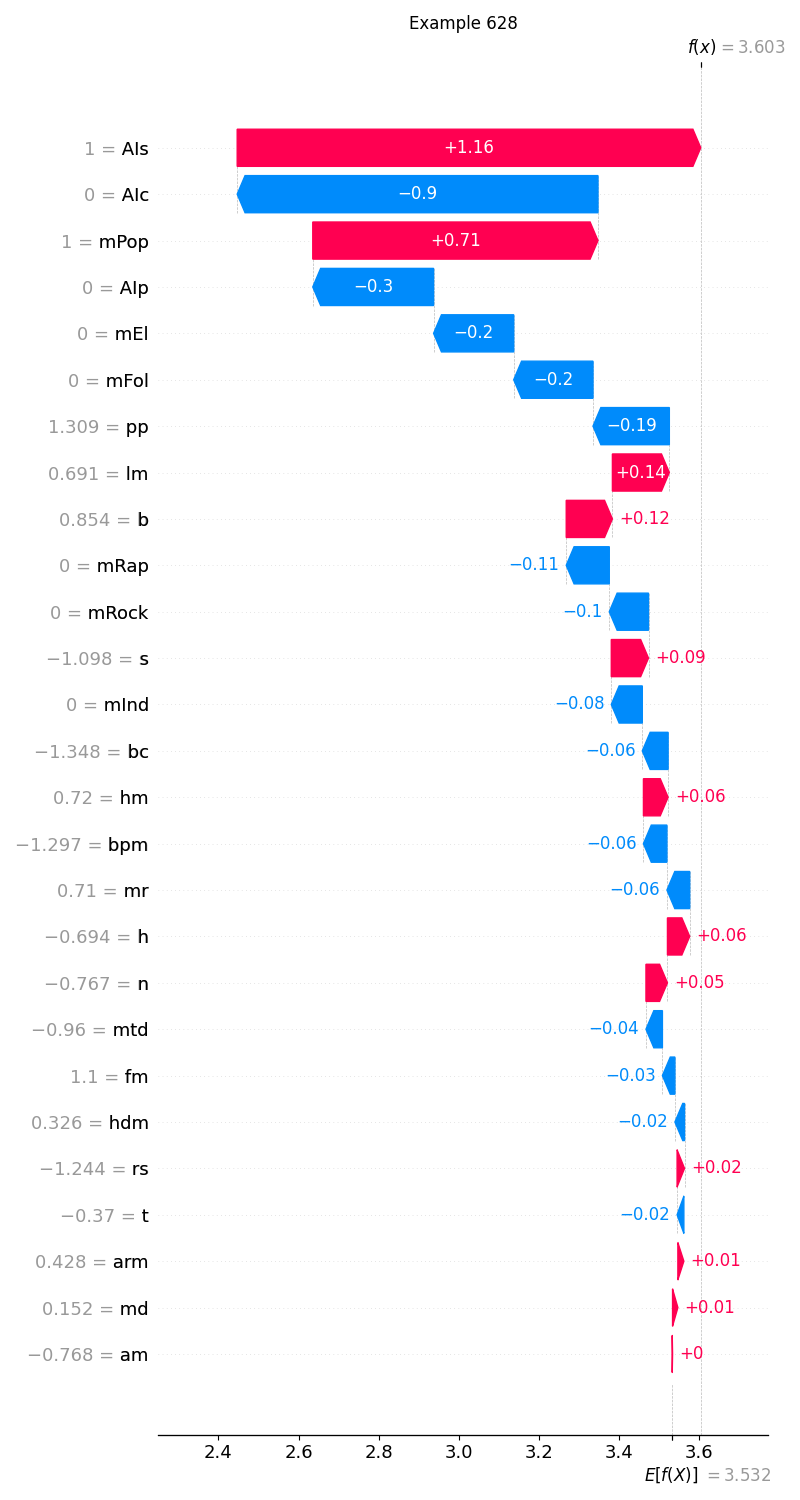 Example 628
f(x) = 3.603
1 = AIs
+1.16
0 = AIc
−0.9
1 = mPop
+0.71
0 = AIp
−0.3
0 = mEl
−0.2
0 = mFol
−0.2
1.309 = pp
−0.19
0.691 = lm
+0.14
0.854 = b
+0.12
0 = mRap
−0.11
0 = mRock
−0.1
−1.098 = s
+0.09
0 = mInd
−0.08
−1.348 = bc
−0.06
0.72 = hm
+0.06
−1.297 = bpm
−0.06
0.71 = mr
−0.06
−0.694 = h
+0.06
−0.767 = n
+0.05
−0.96 = mtd
−0.04
1.1 = fm
−0.03
0.326 = hdm
−0.02
−1.244 = rs
+0.02
−0.37 = t
−0.02
0.428 = arm
+0.01
0.152 = md
+0.01
−0.768 = am
+0
2.4 2.6 2.8 3.0 3.2 3.4 3.6
E[f(X)] = 3.532